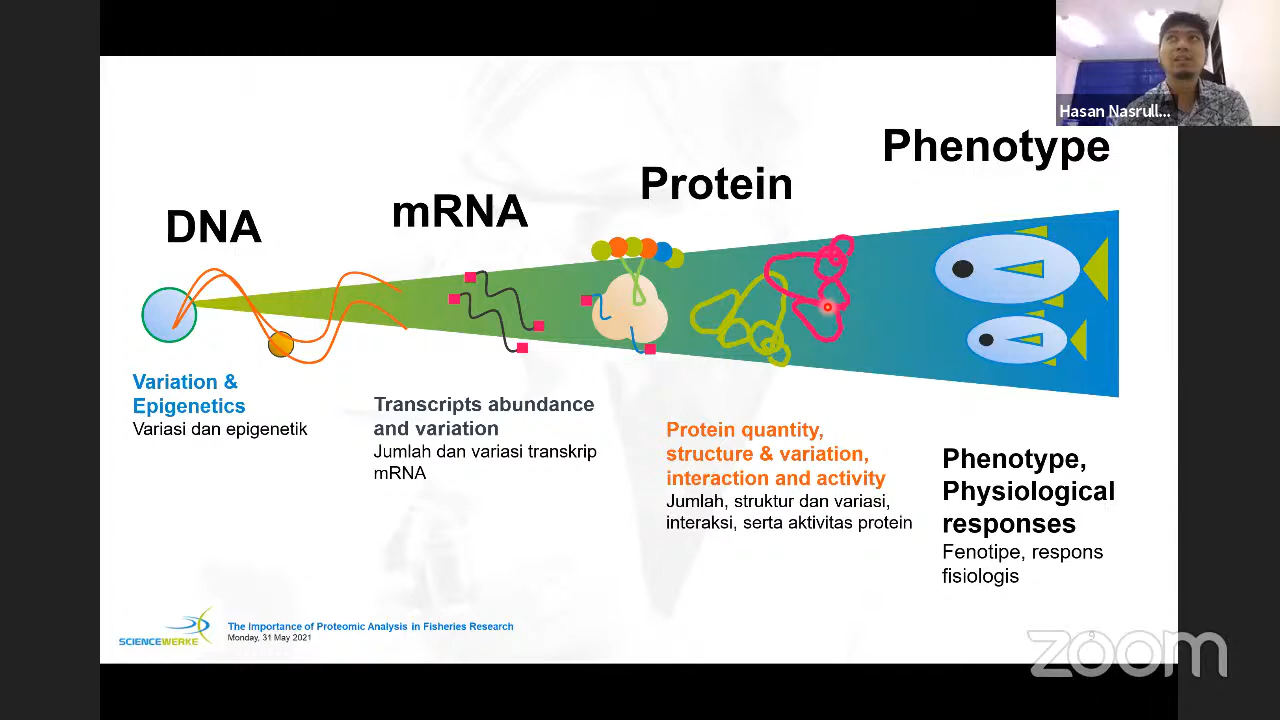 Hasan Nasrull...
Phenotype
Protein
mRNA
DNA
Variation &
Epigenetics
Variasi dan epigenetik
Transcripts abundance
and variation
Jumlah dan variasi transkrip
mRNA
Protein quantity,
structure & variation,
interaction and activity
Jumlah, struktur dan variasi,
interaksi, serta aktivitas protein
Phenotype,
Physiological
responses
Fenotipe, respons
fisiologis
SCIENCEWERKE
The Importance of Proteomic Analysis in Fisheries Research
Monday, 31 May 2021
zoom